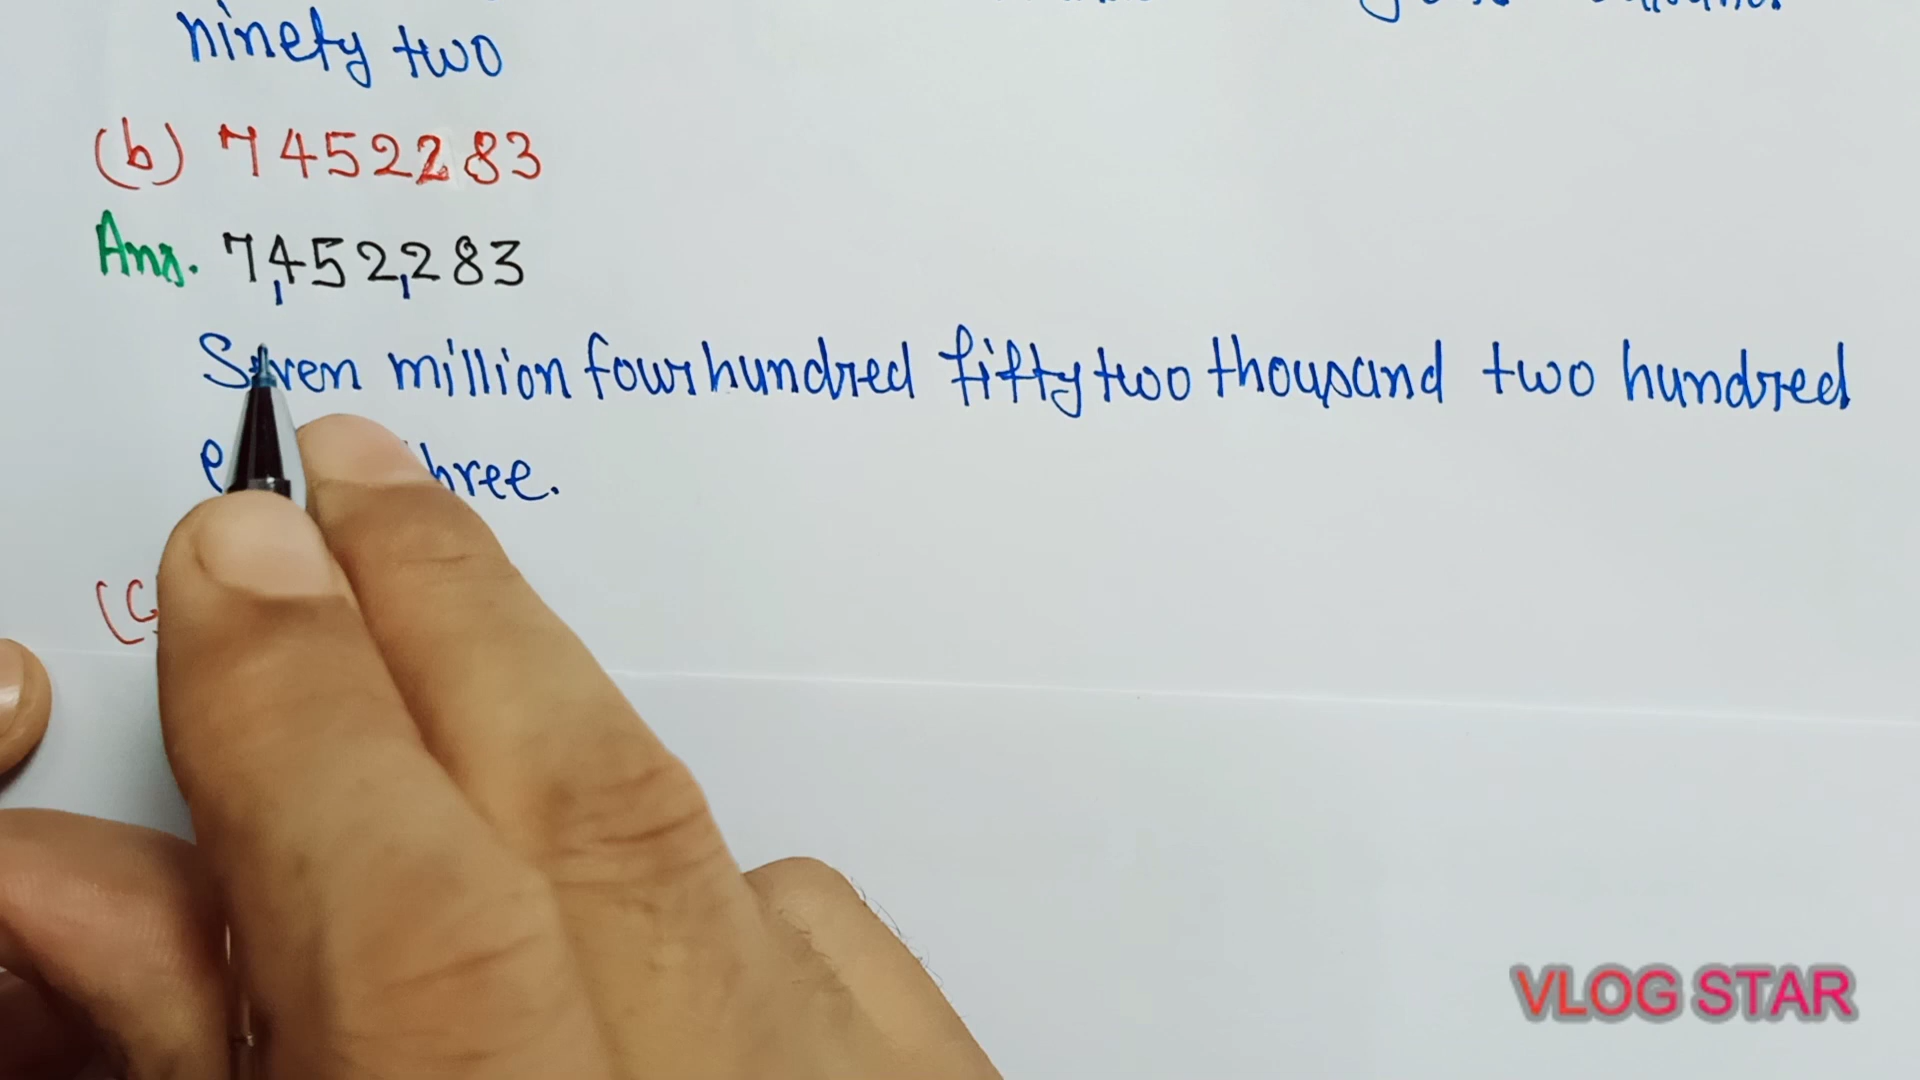 ninety two
(b) 7452283
Ans. 7,452,283
Seven million four hundred fifty two thousand two hundred
hree.
(c
VLOG STAR